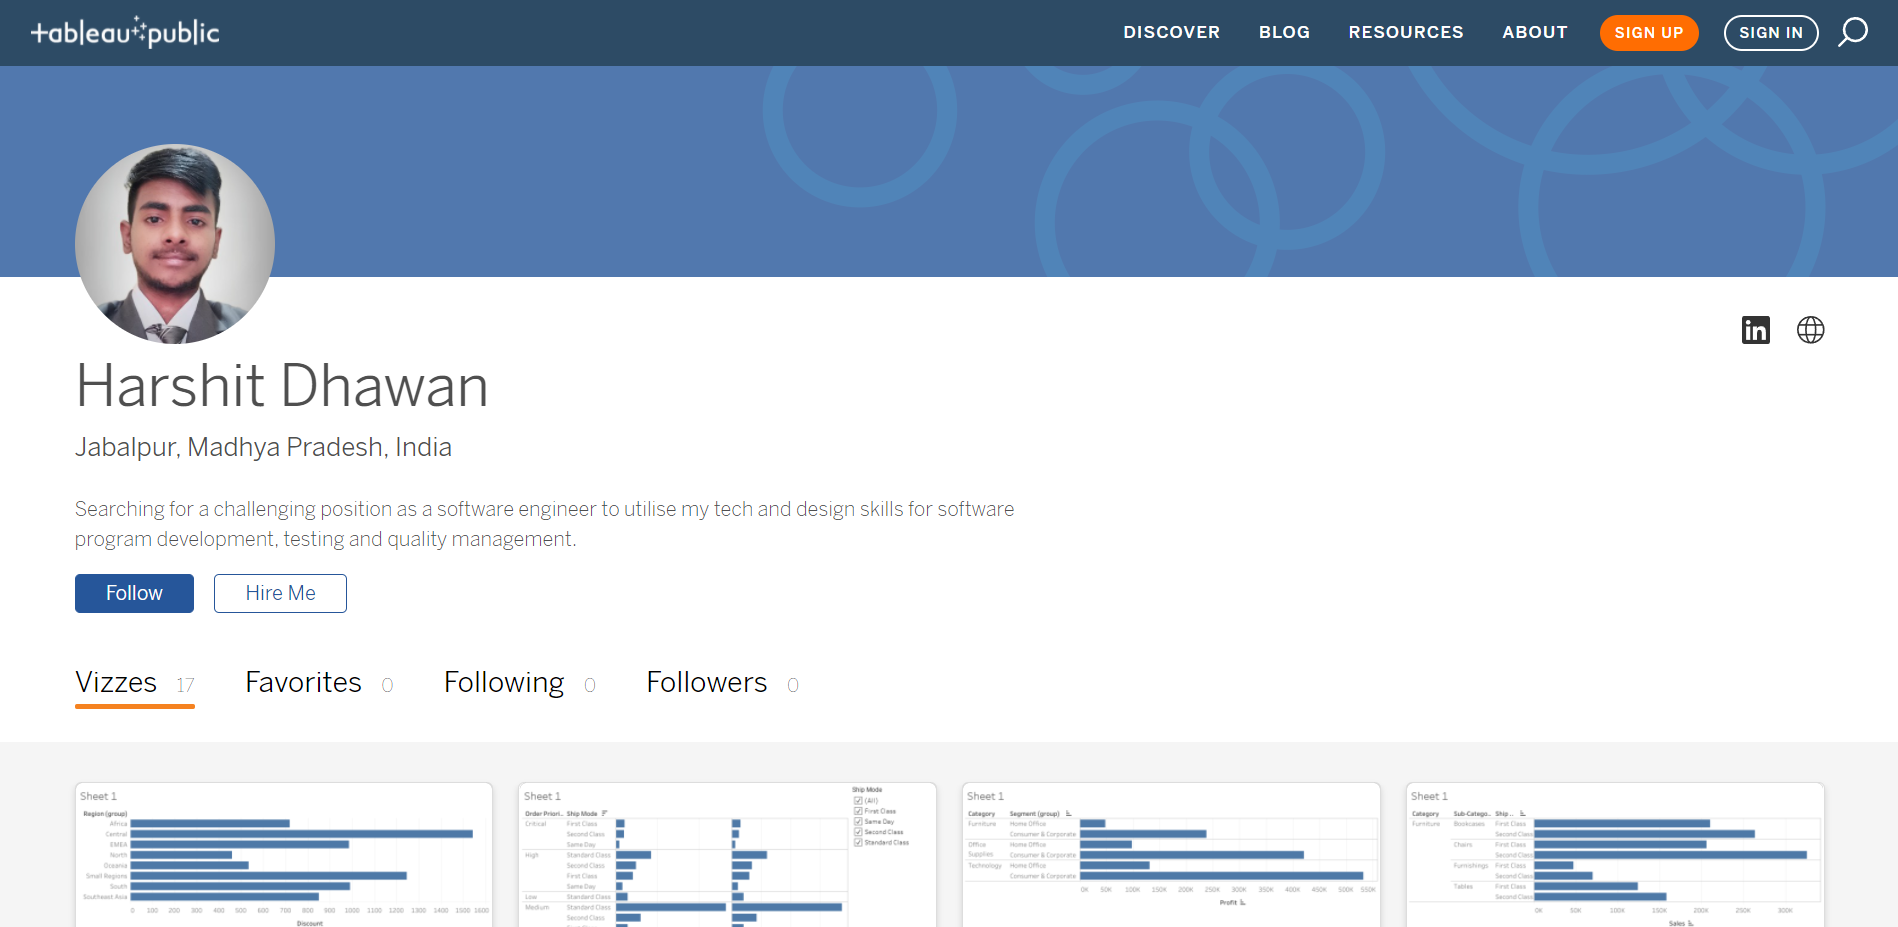 tableau public
DISCOVER BLOG RESOURCES ABOUT SIGN UP SIGN IN
in
Harshit Dhawan
Jabalpur, Madhya Pradesh, India
Searching for a challenging position as a software engineer to utilise my tech and design skills for software
program development, testing and quality management.
Follow Hire Me
Vizzes 17 Favorites 0 Following 0 Followers 0
Sheet 1
Region (group)
Africa
Central
EMEA
North
Oceania
Small Regions
South
Southeast Asia
0 100 200 300 400 500 600 700 800 900 1000 1100 1200 1300 1400 1500 1600
Discount
Sheet 1
Order Priori.. Ship Mode
Critical First Class
Second Class
Same Day
High Standard Class
Second Class
First Class
Same Day
Low Standard Class
Medium Standard Class
Second Class
First Class
Ship Mode
(All)
First Class
Same Day
Second Class
Standard Class
Sheet 1
Category Segment (group)
Furniture Home Office
Consumer & Corporate
Office Home Office
Supplies Consumer & Corporate
Technology Home Office
Consumer & Corporate
0K 50K 100K 150K 200K 250K 300K 350K 400K 450K 500K 550K
Profit
Sheet 1
Category Sub-Catego.. Ship ..
Furniture Bookcases First Class
Second Class
Chairs First Class
Second Class
Furnishings First Class
Second Class
Tables First Class
Second Class
0K 50K 100K 150K 200K 250K 300K
Sales